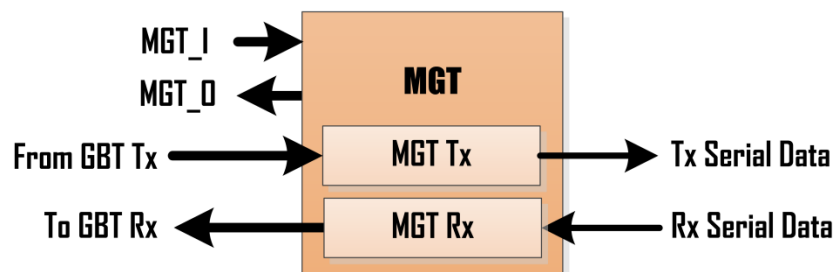 MGT_I
MGT
MGT_O
From GBT Tx
MGT Tx
Tx Serial Data
To GBT Rx
MGT Rx
Rx Serial Data